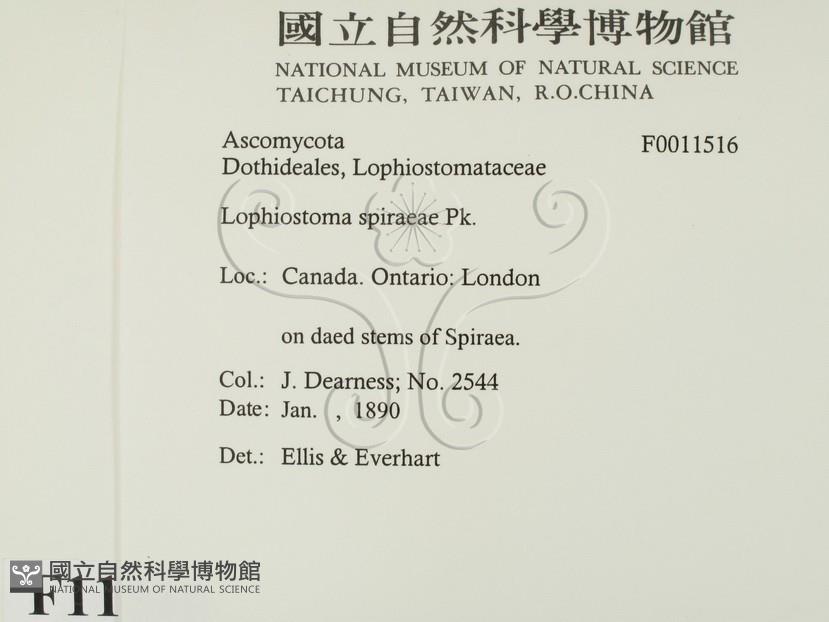 國立自然科學博物館
NATIONAL MUSEUM OF NATURAL SCIENCE
TAICHUNG, TAIWAN, R.O.CHINA
Ascomycota F0011516
Dothideales, Lophiostomataceae
Lophiostoma spiraeae Pk.
Loc.: Canada. Ontario: London
on daed stems of Spiraea.
Col.: J. Dearness; No. 2544
Date: Jan. , 1890
Det.: Ellis & Everhart
國立自然科學博物館
NATIONAL MUSEUM OF NATURAL SCIENCE
F11